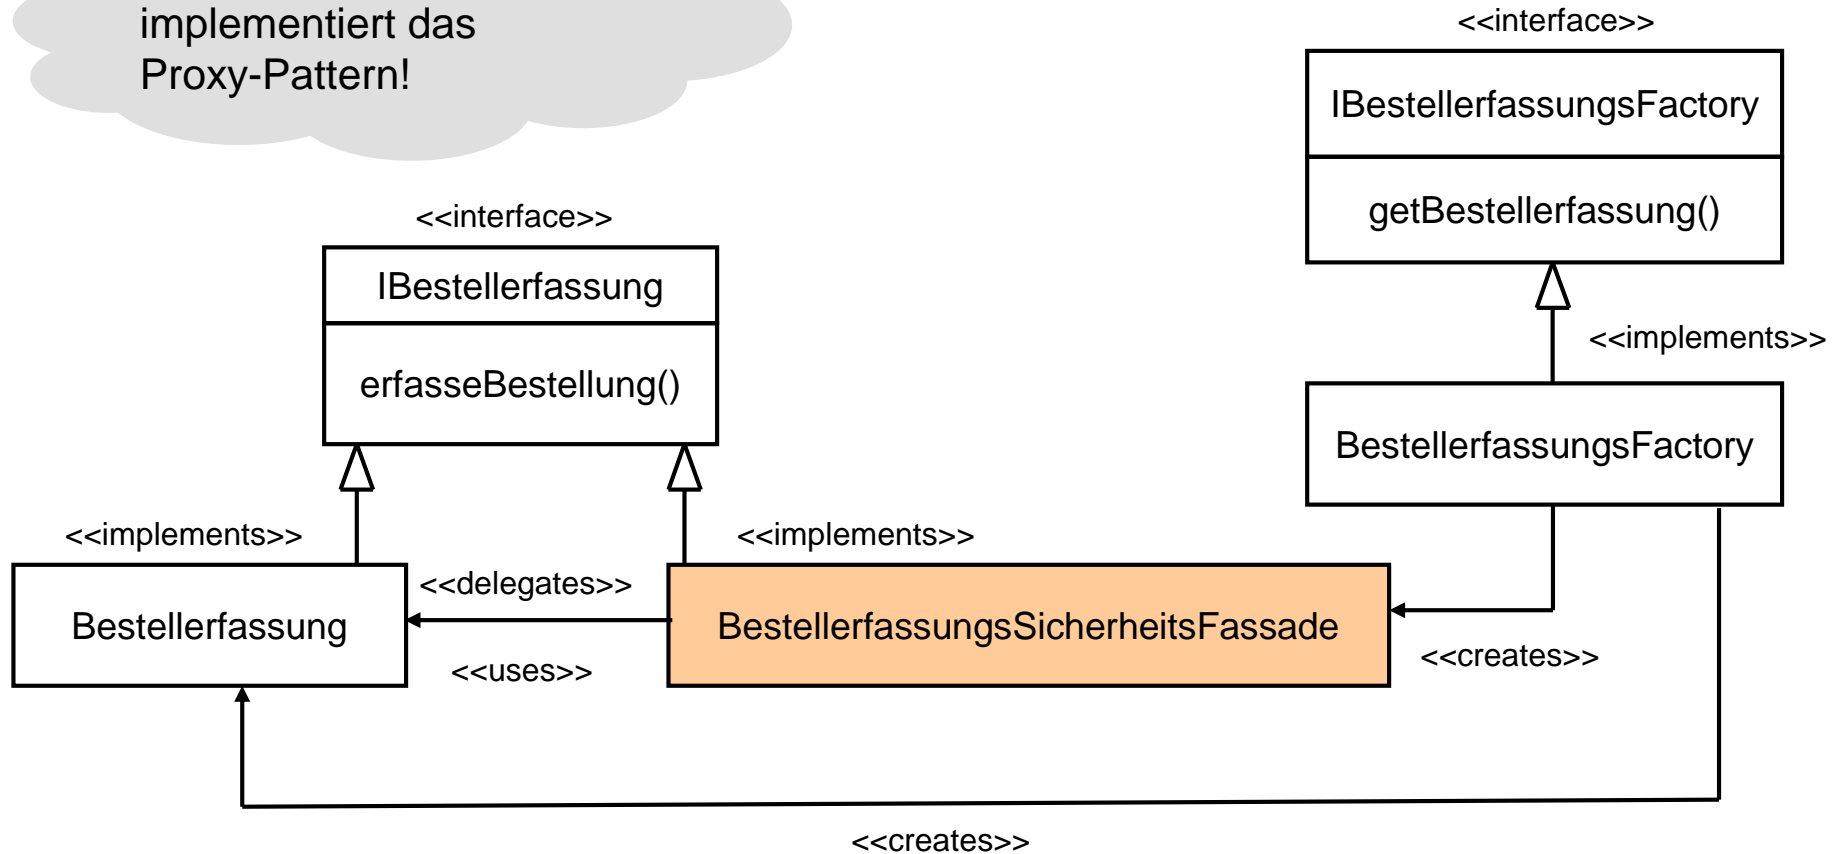 implementiert das
Proxy-Pattern!
<<interface>>
IBestellerfassungsFactory
getBestellerfassung()
<<interface>>
IBestellerfassung
erfasseBestellung()
<<implements>>
BestellerfassungsFactory
<<implements>>
<<implements>>
<<delegates>>
Bestellerfassung
BestellerfassungsSicherheitsFassade
<<uses>>
<<creates>>
<<creates>>